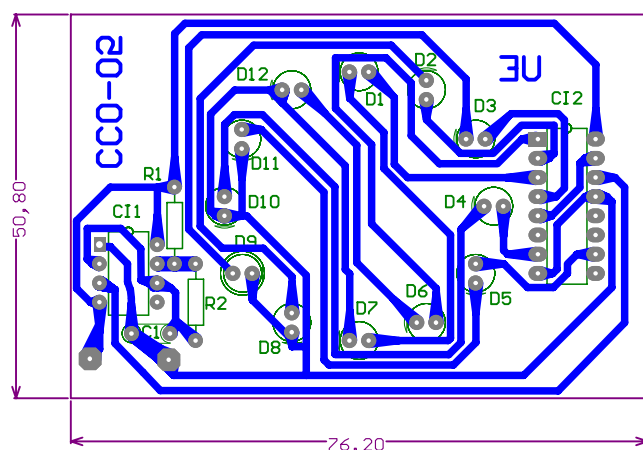 50,80
CCO-05
3U
D12
D1
D2
D3
CI2
D11
R1
D10
D4
CI1
D9
D5
R2
C1
D8
D7
D6
76.20